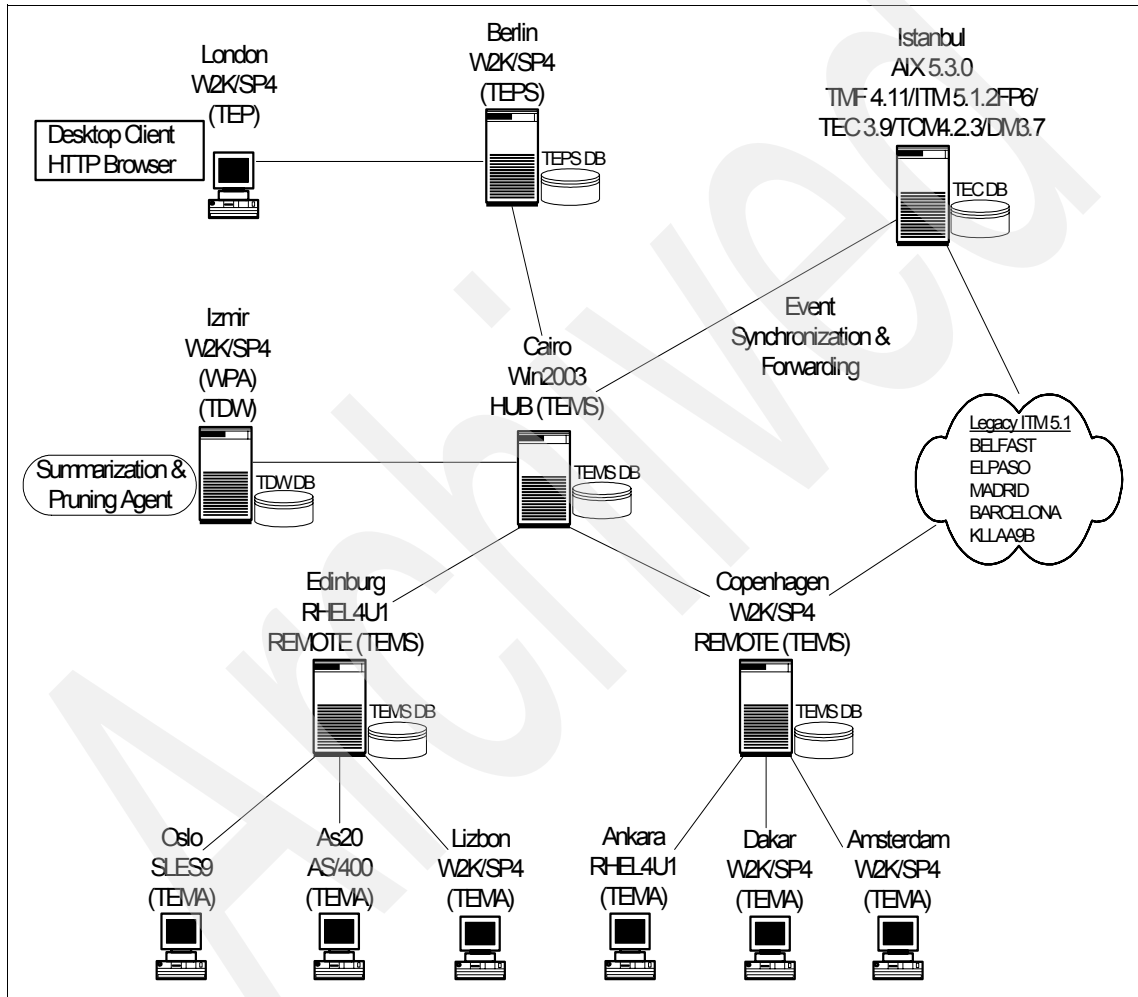 London
W2K/SP4
(TEP)
Desktop Client
HTTP Browser
Berlin
W2K/SP4
(TEPS)
TEPS DB
Istanbul
AIX 5.3.0
TMF 4.11/ITM 5.1.2FP6/
TEC 3.9/TCM4.2.3/DM3.7
TEC DB
Izmir
W2K/SP4
(WPA)
(TDW)
Summarization &
Pruning Agent
TDW DB
Cairo
Win2003
HUB (TEMS)
TEMS DB
Event
Synchronization &
Forwarding
Legacy ITM 5.1
BELFAST
ELPASO
MADRID
BARCELONA
KLLAA9B
Edinburg
RHEL4U1
REMOTE (TEMS)
TEMS DB
Copenhagen
W2K/SP4
REMOTE (TEMS)
TEMS DB
Oslo
SLES9
(TEMA)
As20
AS/400
(TEMA)
Lizbon
W2K/SP4
(TEMA)
Ankara
RHEL4U1
(TEMA)
Dakar
W2K/SP4
(TEMA)
Amsterdam
W2K/SP4
(TEMA)
Archived